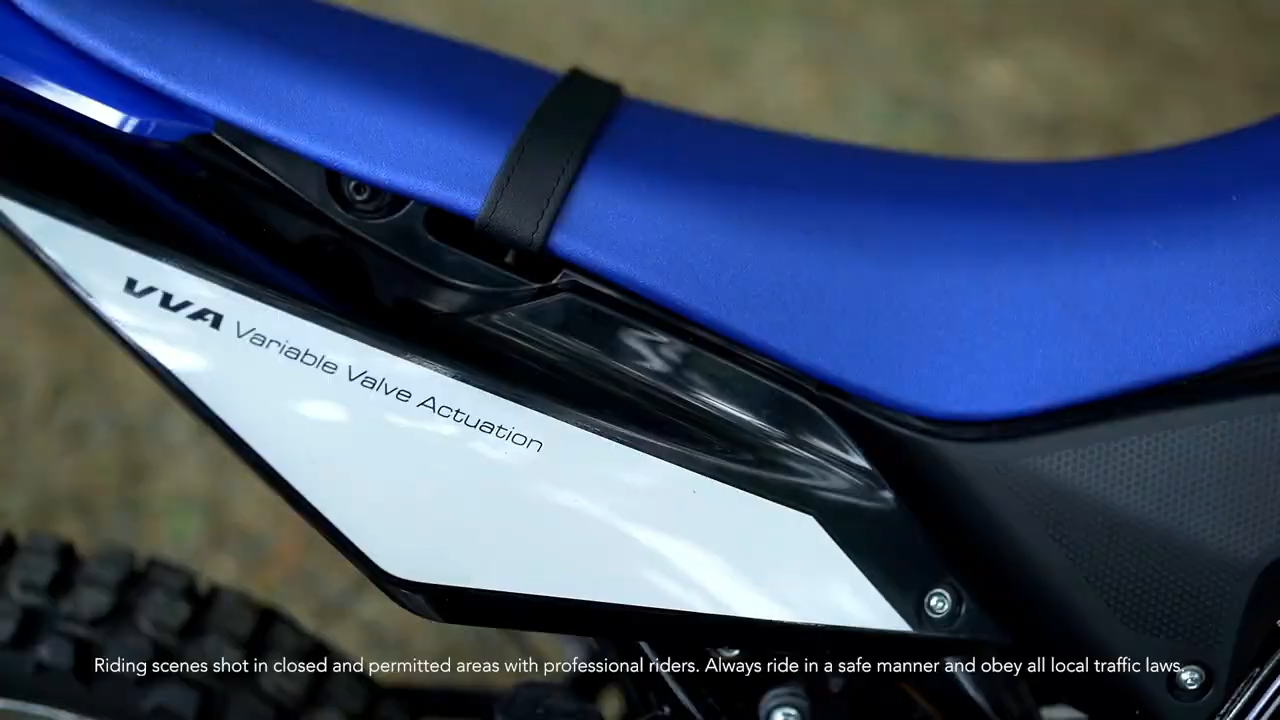 VVA Variable Valve Actuation
Riding scenes shot in closed and permitted areas with professional riders. Always ride in a safe manner and obey all local traffic laws.